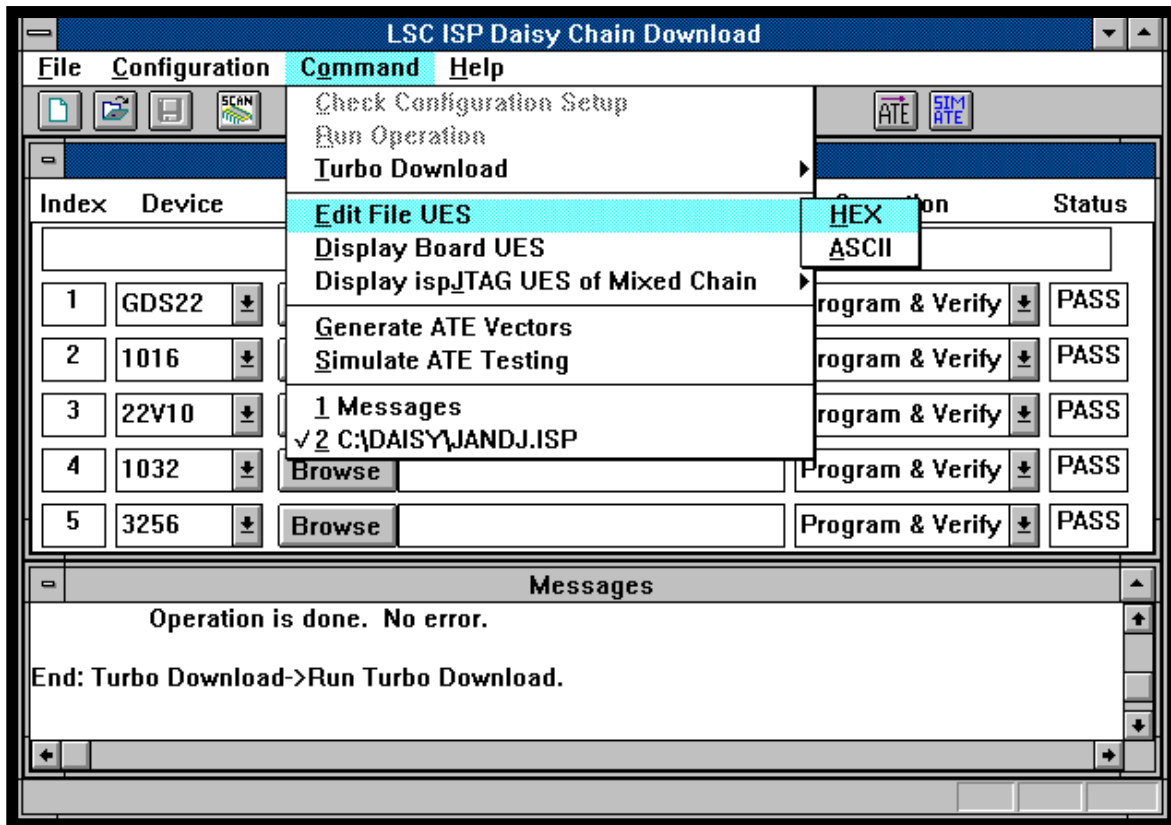 LSC ISP Daisy Chain Download
File Configuration Command Help
SCAN
ATE SIM ATE
Check Configuration Setup
Run Operation
Turbo Download
Edit File UES
Display Board UES
Display ispJTAG UES of Mixed Chain
Generate ATE Vectors
Simulate ATE Testing
1 Messages
√ 2 C:\DAISY\JANDJ.ISP
HEX
ASCII
Index Device Status
1 GDS22 rogram & Verify PASS
2 1016 rogram & Verify PASS
3 22V10 rogram & Verify PASS
4 1032 Browse Program & Verify PASS
5 3256 Browse Program & Verify PASS
Messages
Operation is done. No error.
End: Turbo Download->Run Turbo Download.